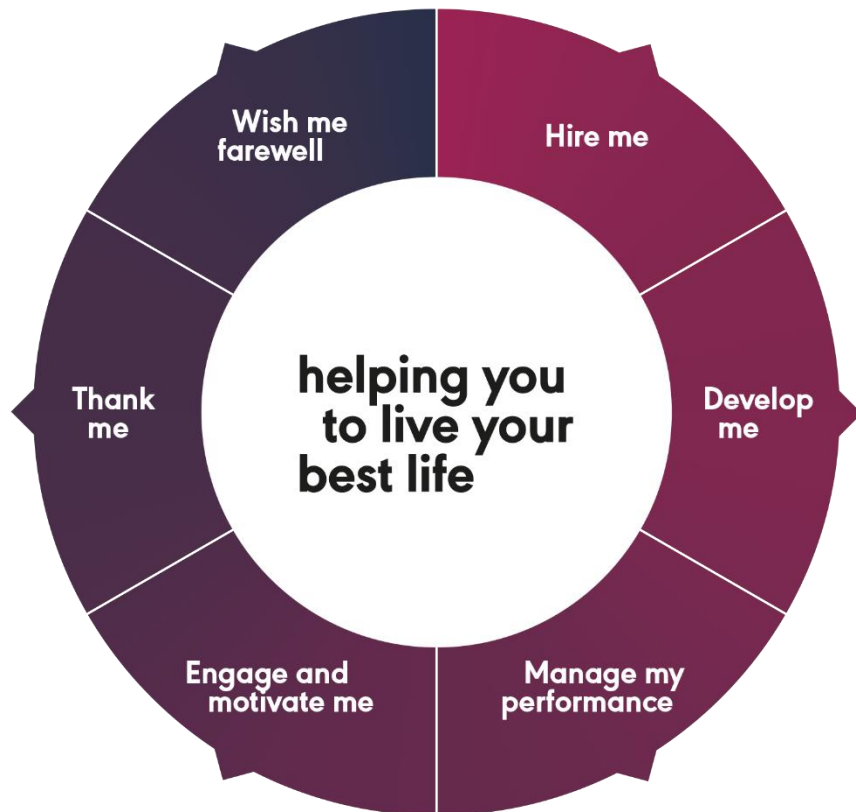 Hire me
Develop
me
Manage my
performance
Engage and
motivate me
Thank
me
Wish me
farewell
helping you
to live your
best life